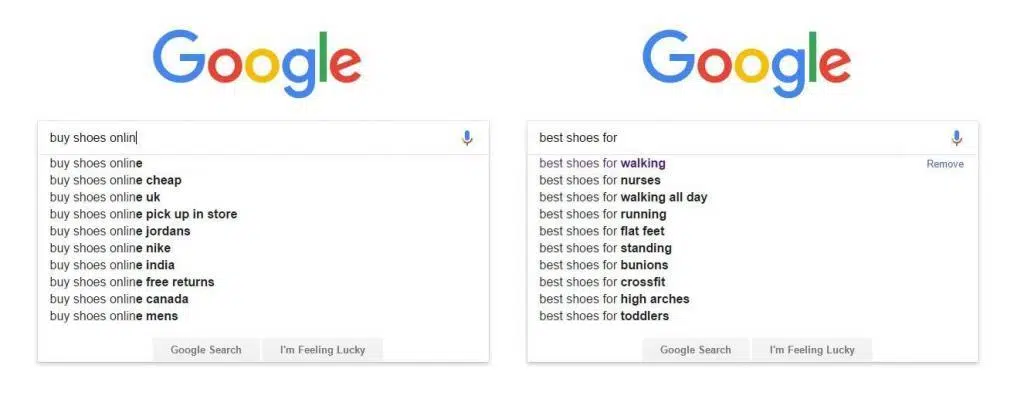 Google
buy shoes onlin
buy shoes online
buy shoes online cheap
buy shoes online uk
buy shoes online pick up in store
buy shoes online jordans
buy shoes online nike
buy shoes online india
buy shoes online free returns
buy shoes online canada
buy shoes online mens
Google Search
I'm Feeling Lucky
Google
best shoes for
best shoes for walking
Remove
best shoes for nurses
best shoes for walking all day
best shoes for running
best shoes for flat feet
best shoes for standing
best shoes for bunions
best shoes for crossfit
best shoes for high arches
best shoes for toddlers
Google Search
I'm Feeling Lucky